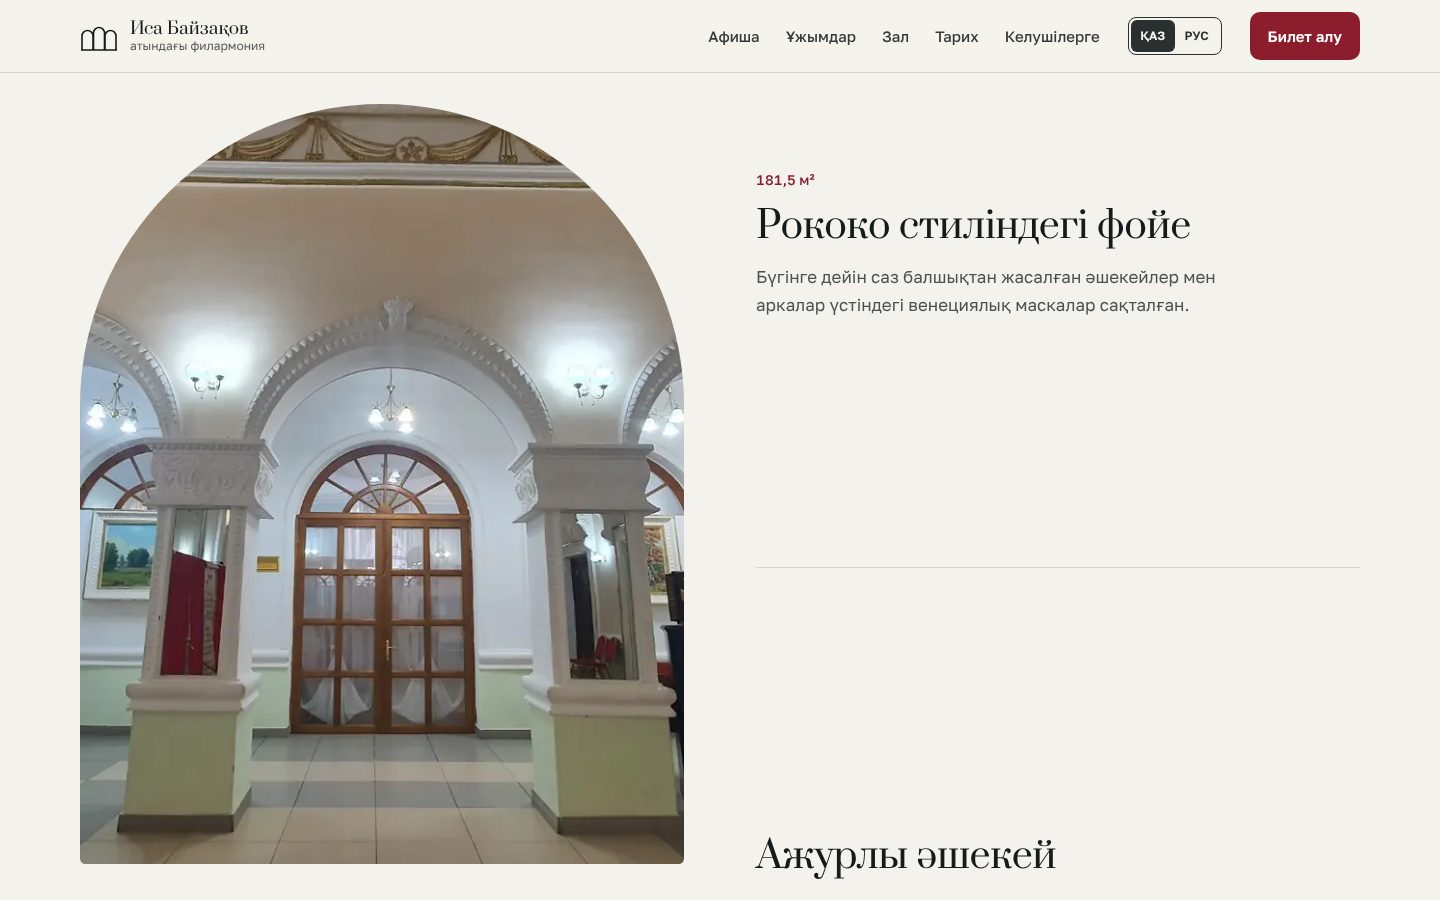 Иса Байзақов
атындағы филармония
Афиша
Ұжымдар
Зал
Тарих
Келушілерге
ҚАЗ
РУС
Билет алу
181,5 м²
Рококо стиліндегі фойе
Бүгінге дейін саз балшықтан жасалған әшекейлер мен
аркалар үстіндегі венециялық маскалар сақталған.
Ажурлы әшекей